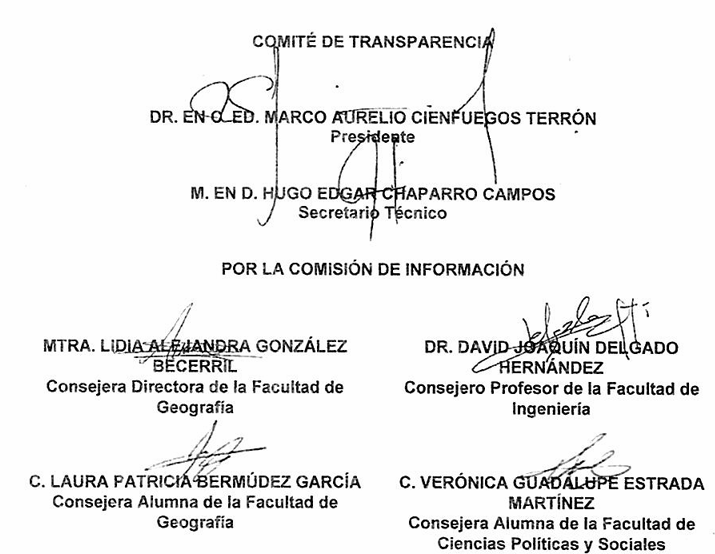 COMITÉ DE TRANSPARENCIA
DR. EN C. ED. MARCO AURELIO CIENFUEGOS TERRÓN
Presidente
M. EN D. HUGO EDGAR CHAPARRO CAMPOS
Secretario Técnico
POR LA COMISIÓN DE INFORMACIÓN
MTRA. LIDIA ALEJANDRA GONZÁLEZ
BECERRIL
Consejera Directora de la Facultad de
Geografía
DR. DAVID JOAQUÍN DELGADO
HERNÁNDEZ
Consejero Profesor de la Facultad de
Ingeniería
C. LAURA PATRICIA BERMÚDEZ GARCÍA
Consejera Alumna de la Facultad de
Geografía
C. VERÓNICA GUADALUPE ESTRADA
MARTÍNEZ
Consejera Alumna de la Facultad de
Ciencias Políticas y Sociales